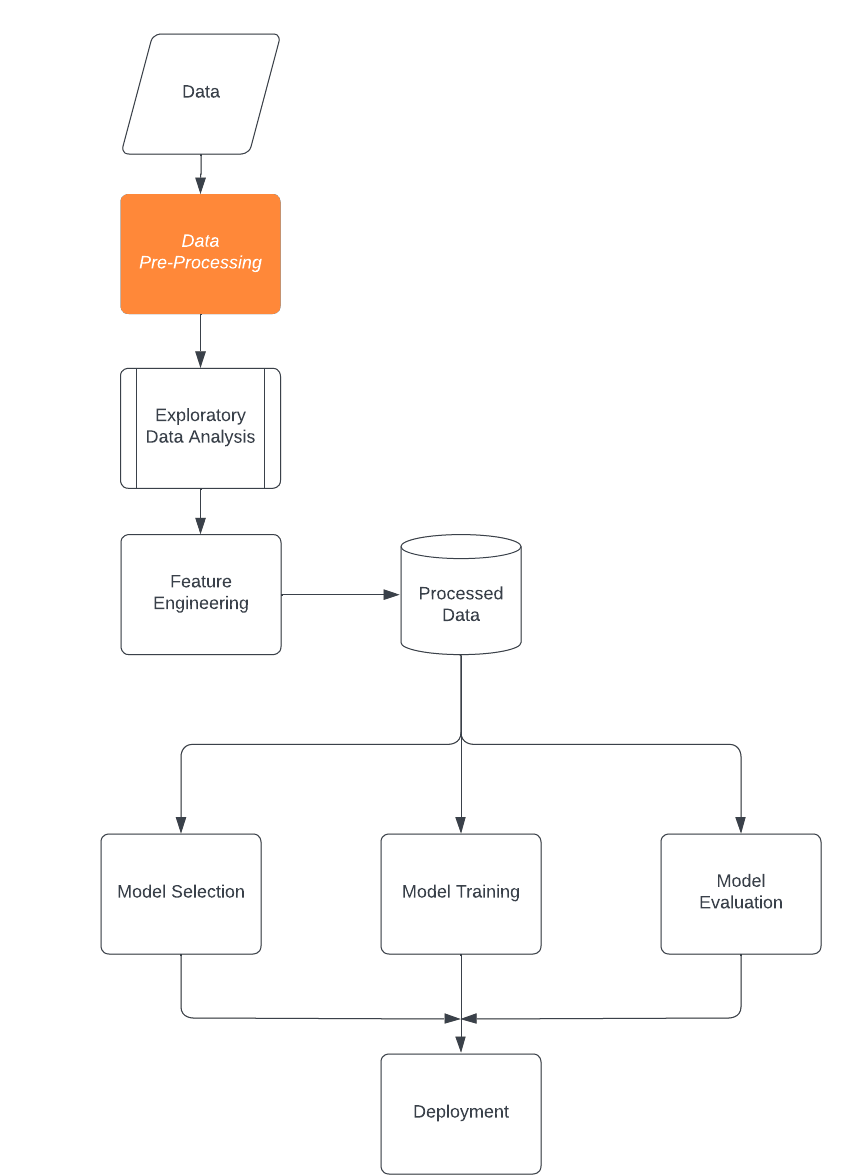 Data
Data
Pre-Processing
Exploratory
Data Analysis
Feature
Engineering
Processed
Data
Model Selection
Model Training
Model
Evaluation
Deployment